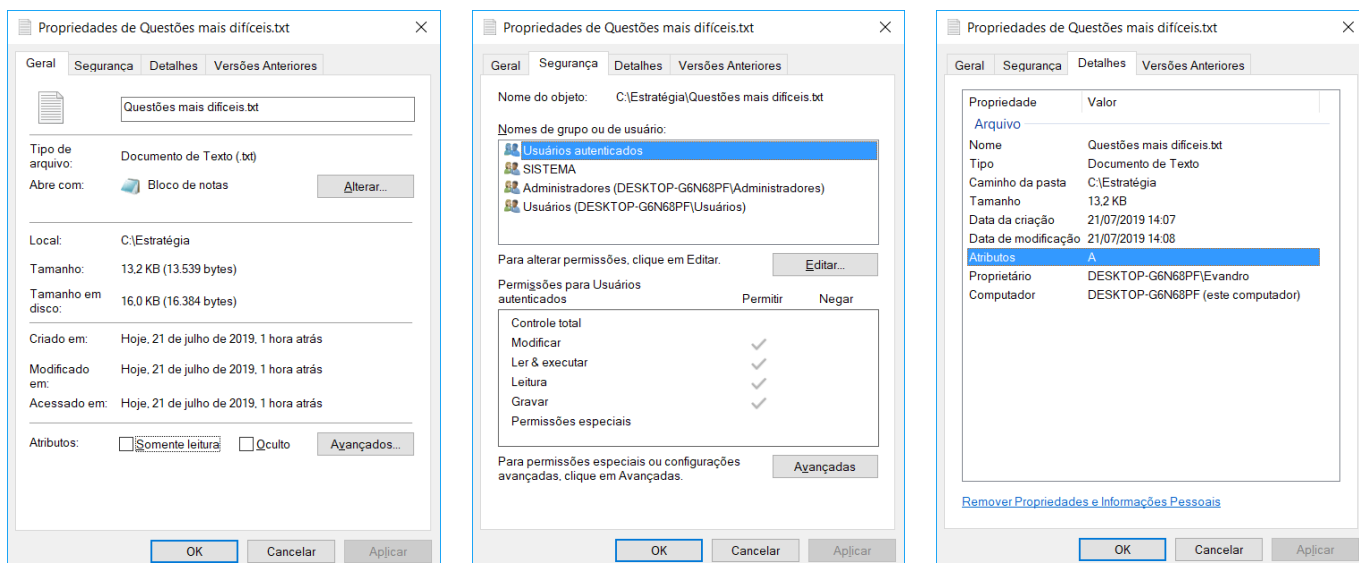 Propriedades de Questões mais difíceis.txt
Geral Segurança Detalhes Versões Anteriores
Questões mais difíceis.txt
Tipo de
arquivo:
Documento de Texto (.txt)
Abre com:
Bloco de notas
Alterar...
Local:
C:\Estratégia
Tamanho:
13,2 KB (13.539 bytes)
Tamanho em
disco:
16,0 KB (16.384 bytes)
Criado em:
Hoje, 21 de julho de 2019, 1 hora atrás
Modificado
em:
Hoje, 21 de julho de 2019, 1 hora atrás
Acessado em:
Hoje, 21 de julho de 2019, 1 hora atrás
Atributos:
Somente leitura
Oculto
Avançados...
OK
Cancelar
Aplicar
Propriedades de Questões mais difíceis.txt
Geral Segurança Detalhes Versões Anteriores
Nome do objeto: C:\Estratégia\Questões mais difíceis.txt
Nomes de grupo ou de usuário:
Usuários autenticados
SISTEMA
Administradores (DESKTOP-G6N68PF\Administradores)
Usuários (DESKTOP-G6N68PF\Usuários)
Para alterar permissões, clique em Editar.
Editar...
Permissões para Usuários
autenticados
Permitir
Negar
Controle total
Modificar
Ler & executar
Leitura
Gravar
Permissões especiais
Para permissões especiais ou configurações
avançadas, clique em Avançadas.
Avançadas
OK
Cancelar
Aplicar
Propriedades de Questões mais difíceis.txt
Geral Segurança Detalhes Versões Anteriores
Propriedade Valor
Arquivo
Nome Questões mais difíceis.txt
Tipo Documento de Texto
Caminho da pasta C:\Estratégia
Tamanho 13,2 KB
Data da criação 21/07/2019 14:07
Data de modificação 21/07/2019 14:08
Atributos A
Proprietário DESKTOP-G6N68PF\Evandro
Computador DESKTOP-G6N68PF (este computador)
Remover Propriedades e Informações Pessoais
OK
Cancelar
Aplicar